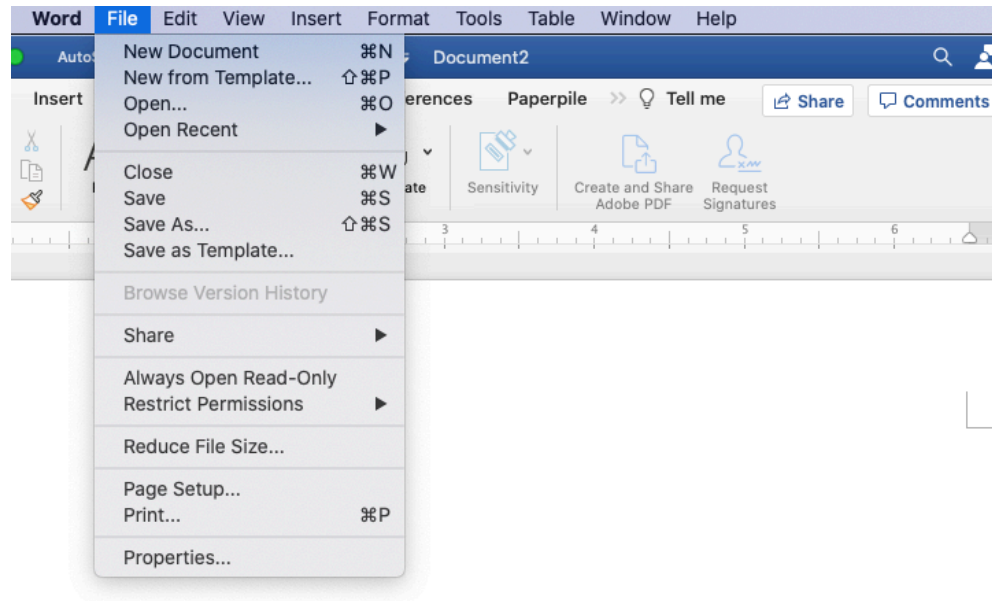 Word File Edit View Insert Format Tools Table Window Help
Document2
Insert Paperpile Tell me Share Comments
New Document ⌘N
New from Template... ⇧⌘P
Open... ⌘O
Open Recent
Close ⌘W
Save ⌘S
Save As... ⇧⌘S
Save as Template...
Browse Version History
Share
Always Open Read-Only
Restrict Permissions
Reduce File Size...
Page Setup...
Print... ⌘P
Properties...
Sensitivity
Create and Share
Adobe PDF
Request
Signatures
3 4 5 6